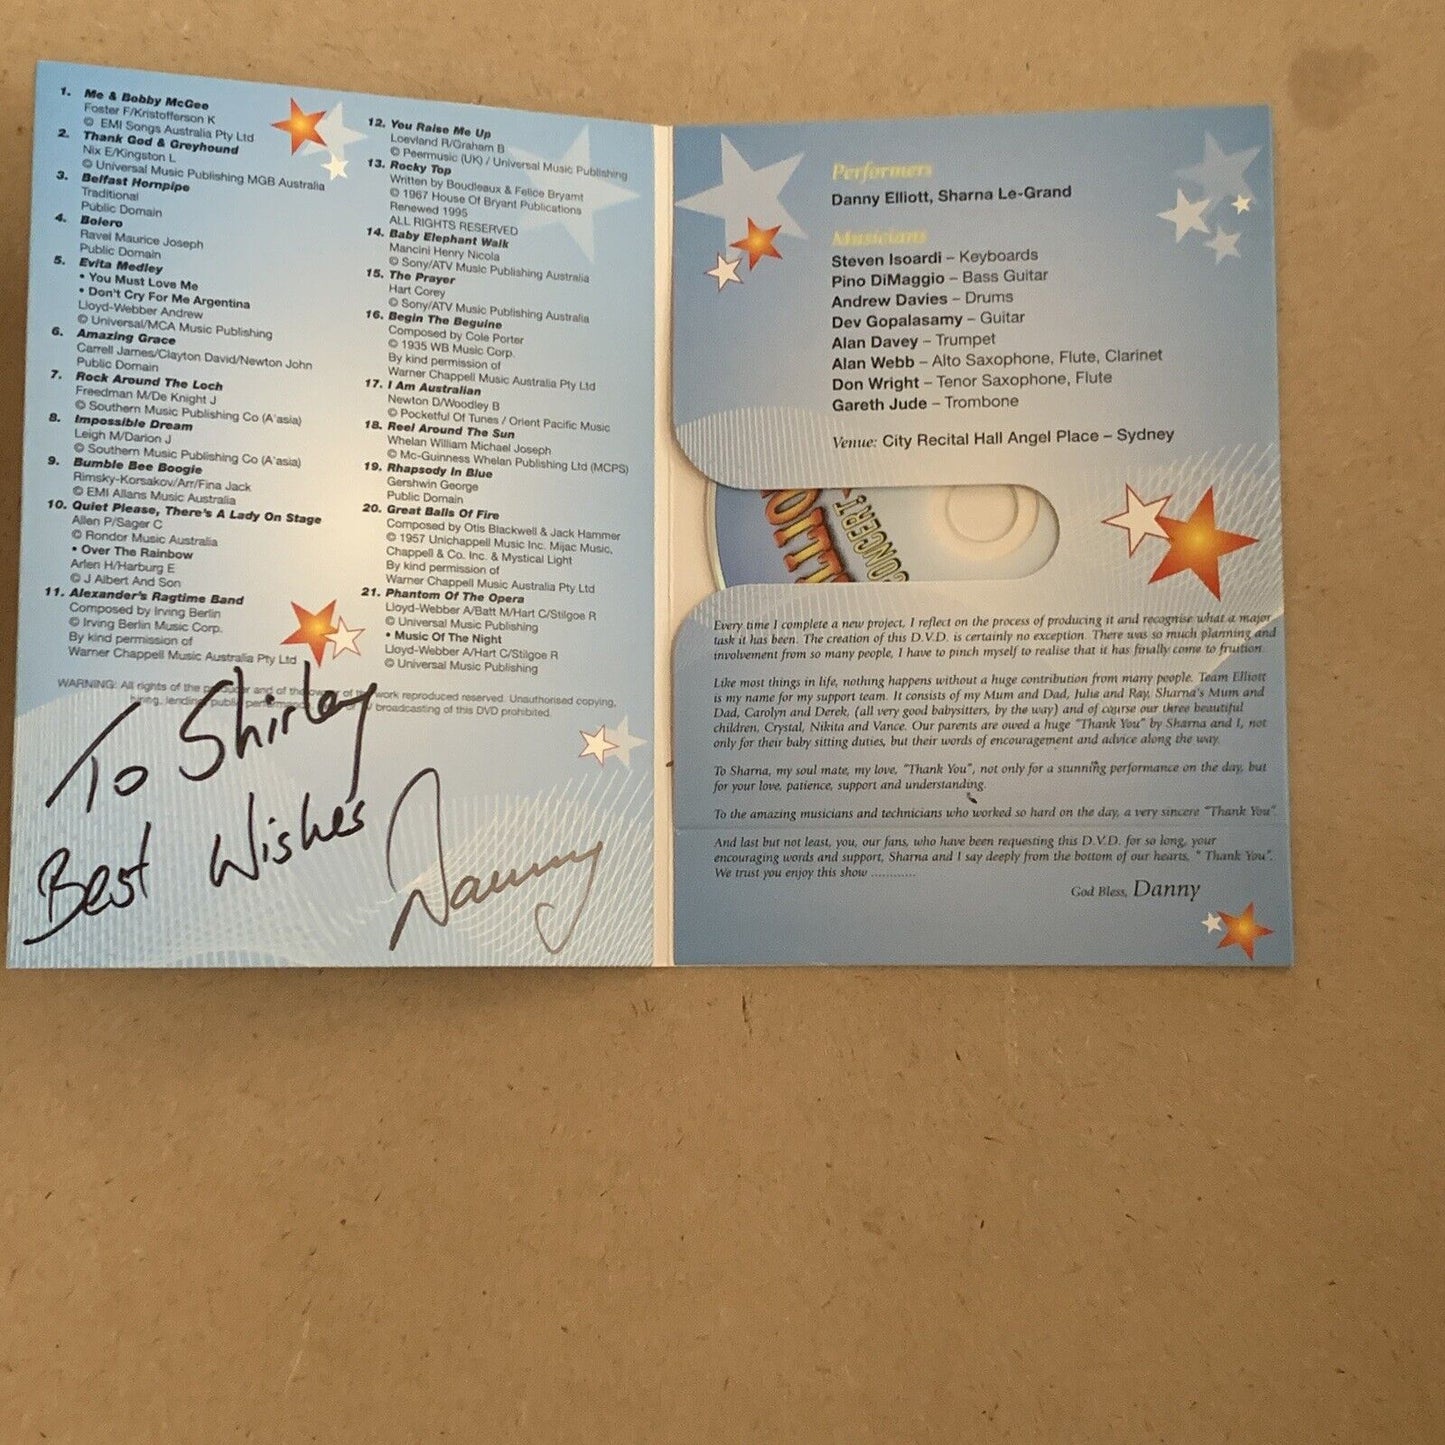 1. Me & Bobby McGee
Foster F/Kristofferson K
© EMI Songs Australia Pty Ltd
2. Thank God & Greyhound
Nix E/Kingston L
© Universal Music Publishing MGB Australia
3. Belfast Hornpipe
Traditional
Public Domain
4. Bolero
Ravel Maurice Joseph
Public Domain
5. Evita Medley
• You Must Love Me
• Don't Cry For Me Argentina
Lloyd-Webber Andrew
© Universal/MCA Music Publishing
6. Amazing Grace
Carrell James/Clayton David/Newton John
Public Domain
7. Rock Around The Loch
Freedman M/De Knight J
© Southern Music Publishing Co (A'asia)
8. Impossible Dream
Leigh M/Darion J
© Southern Music Publishing Co (A'asia)
9. Bumble Bee Boogie
Rimsky-Korsakov/Arr/Fina Jack
© EMI Allans Music Australia
10. Quiet Please, There's A Lady On Stage
Allen P/Sager C
© Rondor Music Australia
• Over The Rainbow
Arlen H/Harburg E
© J Albert And Son
11. Alexander's Ragtime Band
Composed by Irving Berlin
© Irving Berlin Music Corp.
By kind permission of
Warner Chappell Music Australia Pty Ltd
12. You Raise Me Up
Loevland R/Graham B
© Peermusic (UK) / Universal Music Publishing
13. Rocky Top
Written by Boudleaux & Felice Bryamt
© 1967 House Of Bryant Publications
Renewed 1995
ALL RIGHTS RESERVED
14. Baby Elephant Walk
Mancini Henry Nicola
© Sony/ATV Music Publishing Australia
15. The Prayer
Hart Corey
© Sony/ATV Music Publishing Australia
16. Begin The Beguine
Composed by Cole Porter
© 1935 WB Music Corp.
By kind permission of
Warner Chappell Music Australia Pty Ltd
17. I Am Australian
Newton D/Woodley B
© Pocketful Of Tunes / Orient Pacific Music
18. Reel Around The Sun
Whelan William Michael Joseph
© Mc-Guinness Whelan Publishing Ltd (MCPS)
19. Rhapsody In Blue
Gershwin George
Public Domain
20. Great Balls Of Fire
Composed by Otis Blackwell & Jack Hammer
© 1957 Unichappell Music Inc. Mijac Music,
Chappell & Co. Inc. & Mystical Light
By kind permission of
Warner Chappell Music Australia Pty Ltd
21. Phantom Of The Opera
Lloyd-Webber A/Batt M/Hart C/Stilgoe R
© Universal Music Publishing
• Music Of The Night
Lloyd-Webber A/Hart C/Stilgoe R
© Universal Music Publishing
WARNING: All rights of the producer and of the owner of the work reproduced reserved. Unauthorised copying,
hiring, lending, public performance broadcasting of this DVD prohibited.
To Shirley
Best Wishes
Danny
Performers
Danny Elliott, Sharna Le-Grand
Musicians
Steven Isoardi – Keyboards
Pino DiMaggio – Bass Guitar
Andrew Davies – Drums
Dev Gopalasamy – Guitar
Alan Davey – Trumpet
Alan Webb – Alto Saxophone, Flute, Clarinet
Don Wright – Tenor Saxophone, Flute
Gareth Jude – Trombone
Venue: City Recital Hall Angel Place – Sydney
CONCERT
Every time I complete a new project, I reflect on the process of producing it and recognise what a major
task it has been. The creation of this D.V.D. is certainly no exception. There was so much planning and
involvement from so many people, I have to pinch myself to realise that it has finally come to fruition.
Like most things in life, nothing happens without a huge contribution from many people. Team Elliott
is my name for my support team. It consists of my Mum and Dad, Julie and Ray, Sharna's Mum and
Dad, Carolyn and Derek, (all very good babysitters, by the way) and of course our three beautiful
children, Crystal, Nikita and Vance. Our parents are owed a huge "Thank You" by Sharna and I, not
only for their baby sitting duties, but their words of encouragement and advice along the way.
To Sharna, my soul mate, my love, "Thank You", not only for a stunning performance on the day, but
for your love, patience, support and understanding.
To the amazing musicians and technicians who worked so hard on the day, a very sincere "Thank You".
And last but not least, you, our fans, who have been requesting this D.V.D. for so long, your
encouraging words and support, Sharna and I say deeply from the bottom of our hearts, " Thank You".
We trust you enjoy this show ............
God Bless, Danny